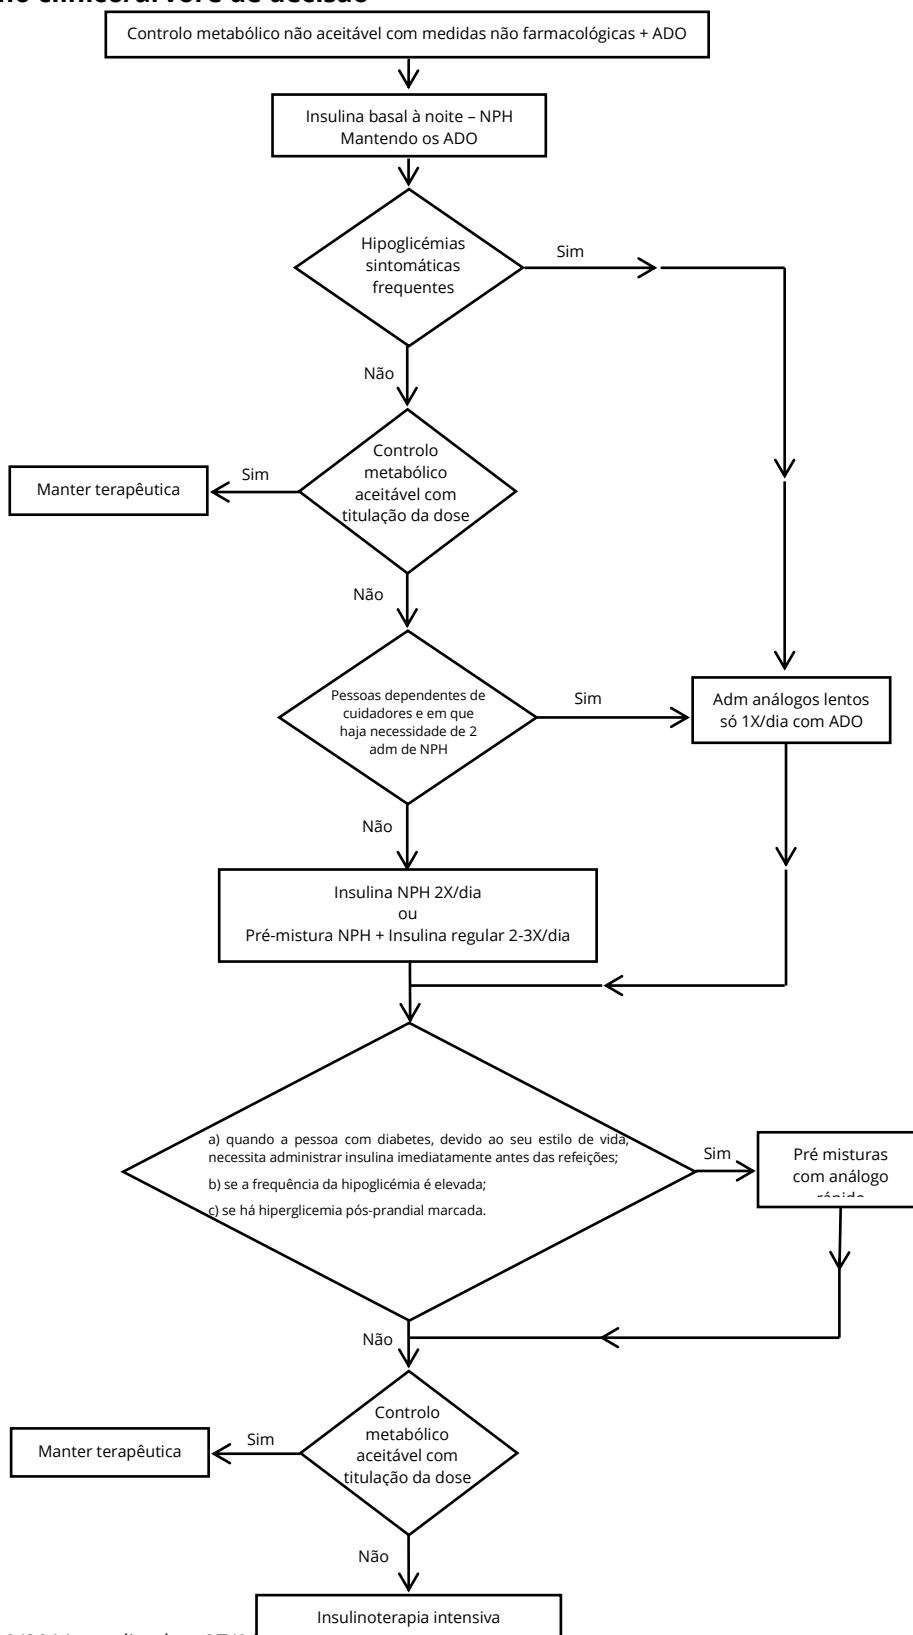 Controlo metabólico não aceitável com medidas não farmacológicas + ADO
Insulina basal à noite – NPH
Mantendo os ADO
Hipoglicémias
sintomáticas
frequentes
Sim
Não
Controlo
metabólico
aceitável com
titulação da dose
Sim
Manter terapêutica
Não
Pessoas dependentes de
cuidadores e em que
haja necessidade de 2
adm de NPH
Sim
Adm análogos lentos
só 1X/dia com ADO
Não
Insulina NPH 2X/dia
ou
Pré-mistura NPH + Insulina regular 2-3X/dia
a) quando a pessoa com diabetes, devido ao seu estilo de vida,
necessita administrar insulina imediatamente antes das refeições;
b) se a frequência da hipoglicémia é elevada;
c) se há hiperglicemia pós-prandial marcada.
Sim
Pré misturas
com análogo
Não
Controlo
metabólico
aceitável com
titulação da dose
Sim
Manter terapêutica
Não
Insulinoterapia intensiva